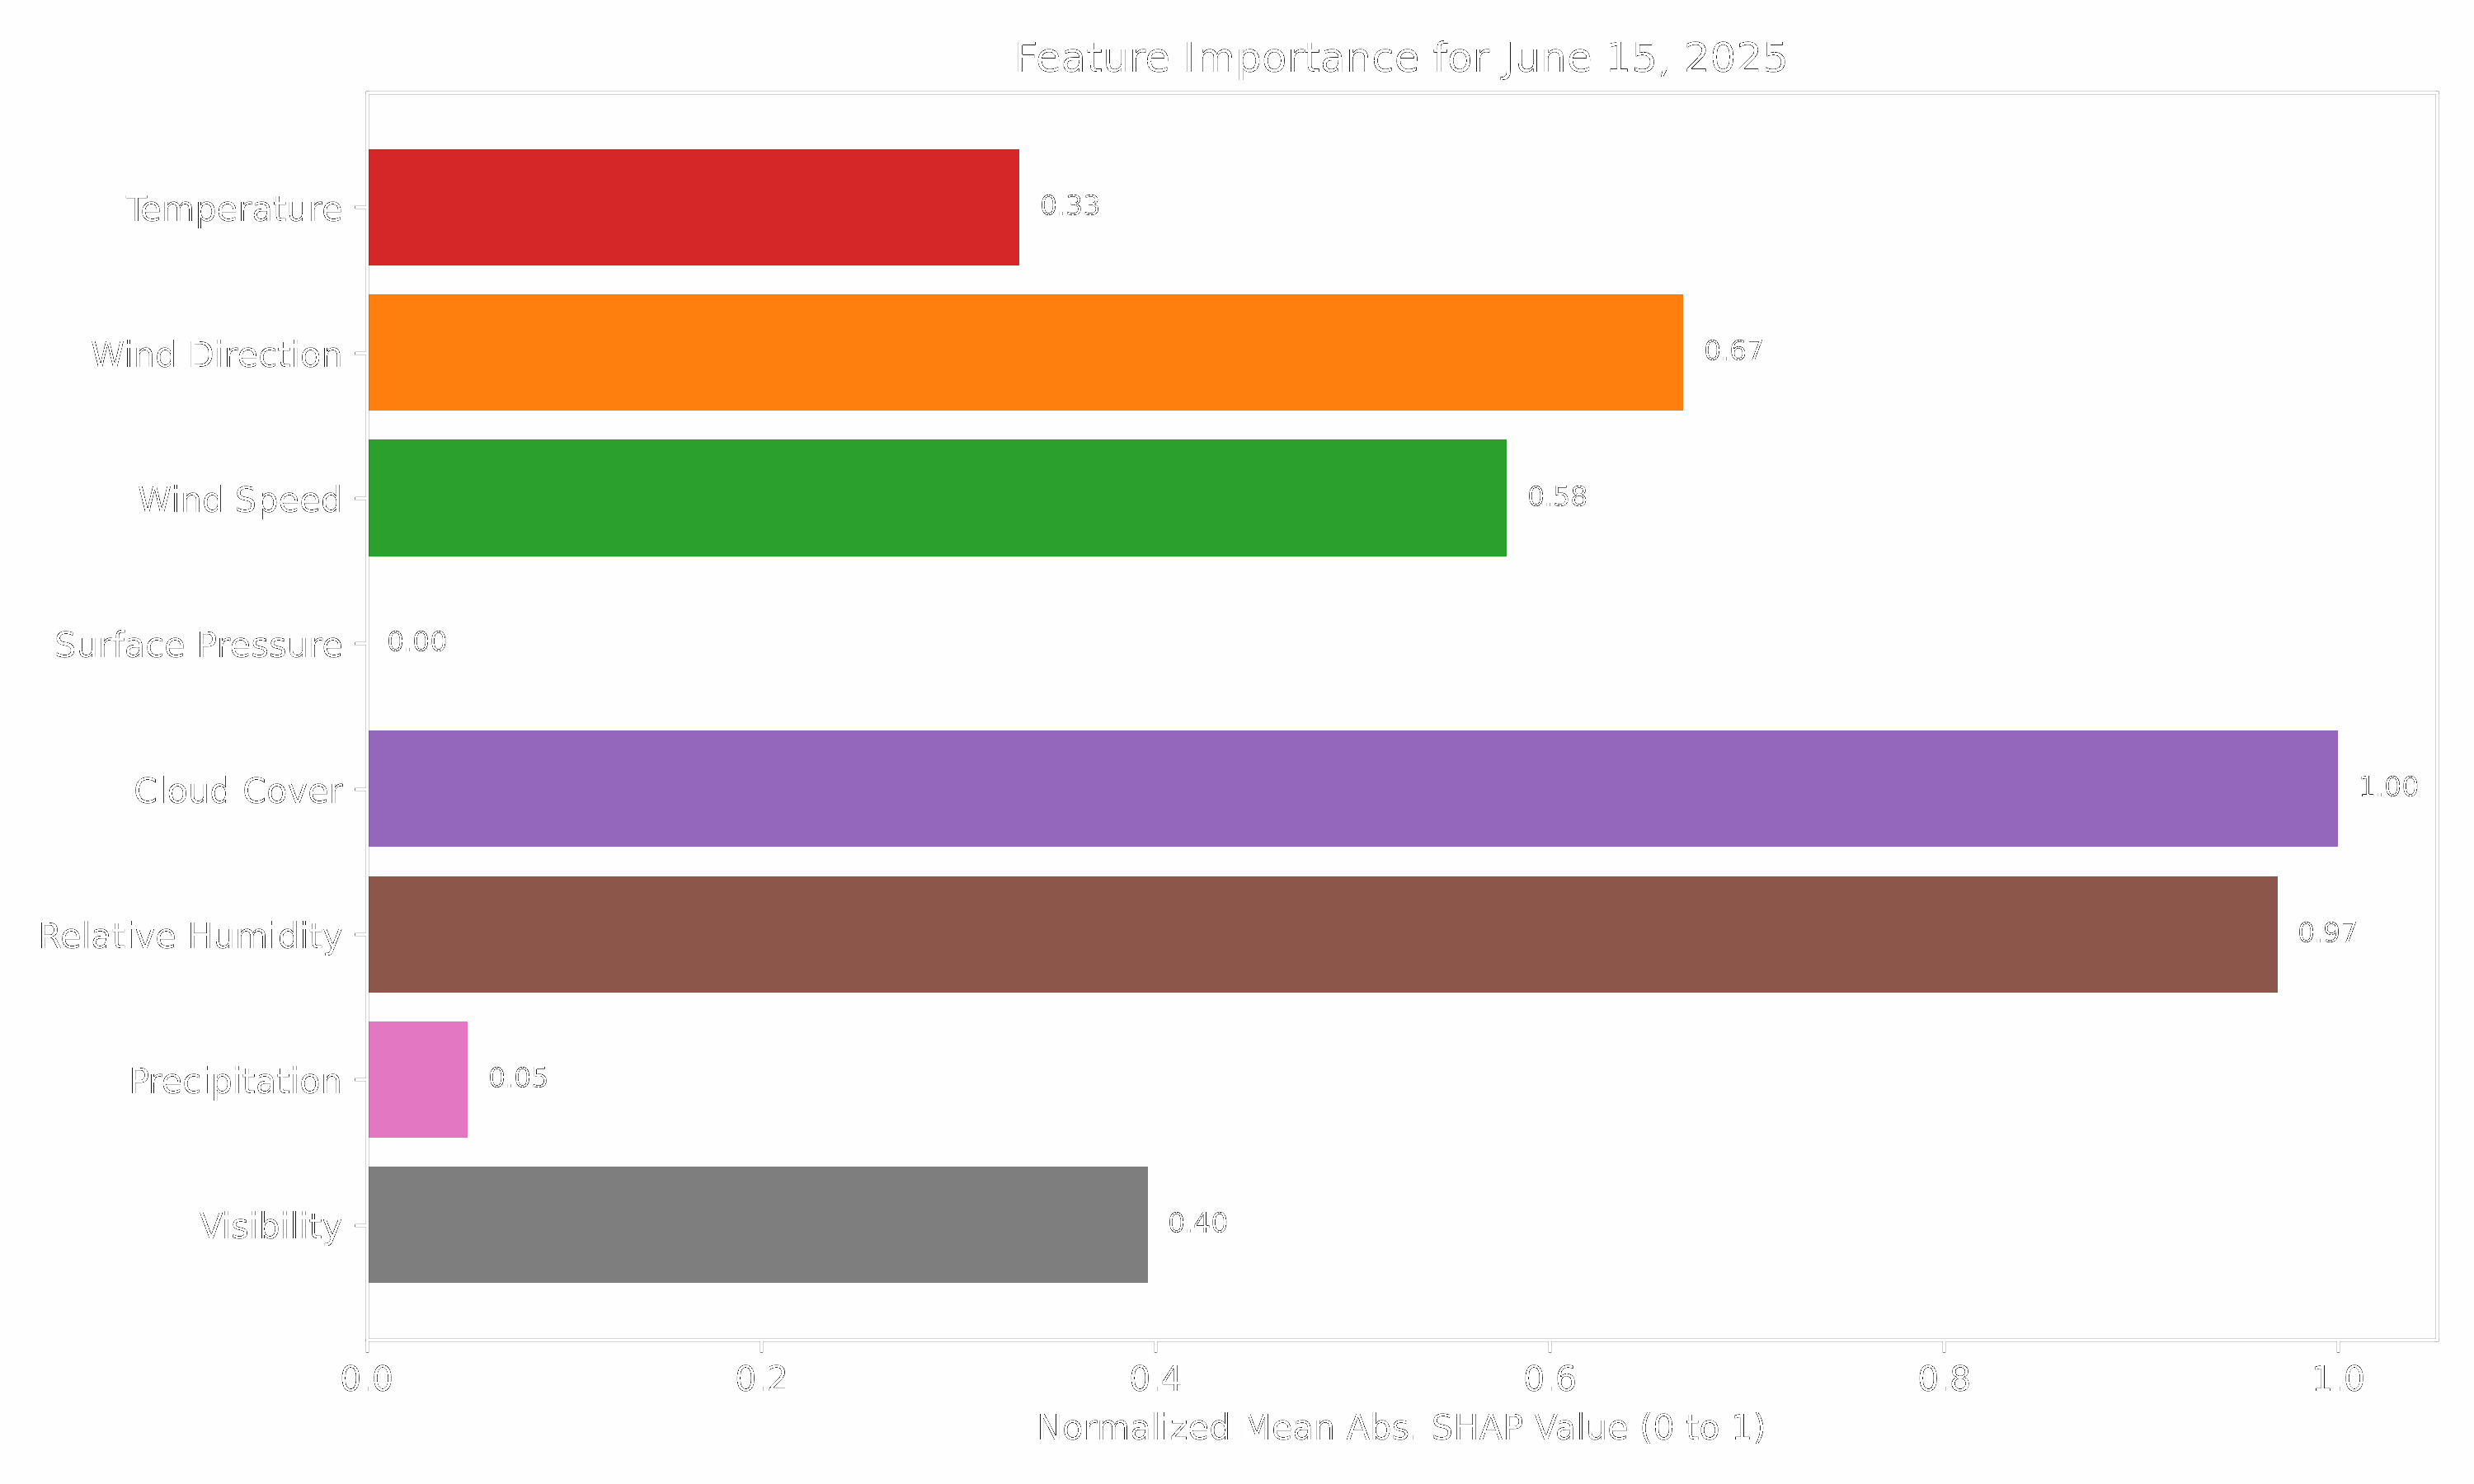 Feature Importance for June 15, 2025
Temperature
0.33
Wind Direction
0.67
Wind Speed
0.58
Surface Pressure
0.00
Cloud Cover
1.00
Relative Humidity
0.97
Precipitation
0.05
Visibility
0.40
0.0 0.2 0.4 0.6 0.8 1.0
Normalized Mean Abs. SHAP Value (0 to 1)